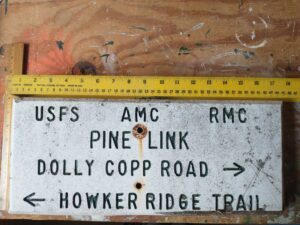 USFS AMC RMC
PINE LINK
DOLLY COPP ROAD →
← HOWKER RIDGE TRAIL